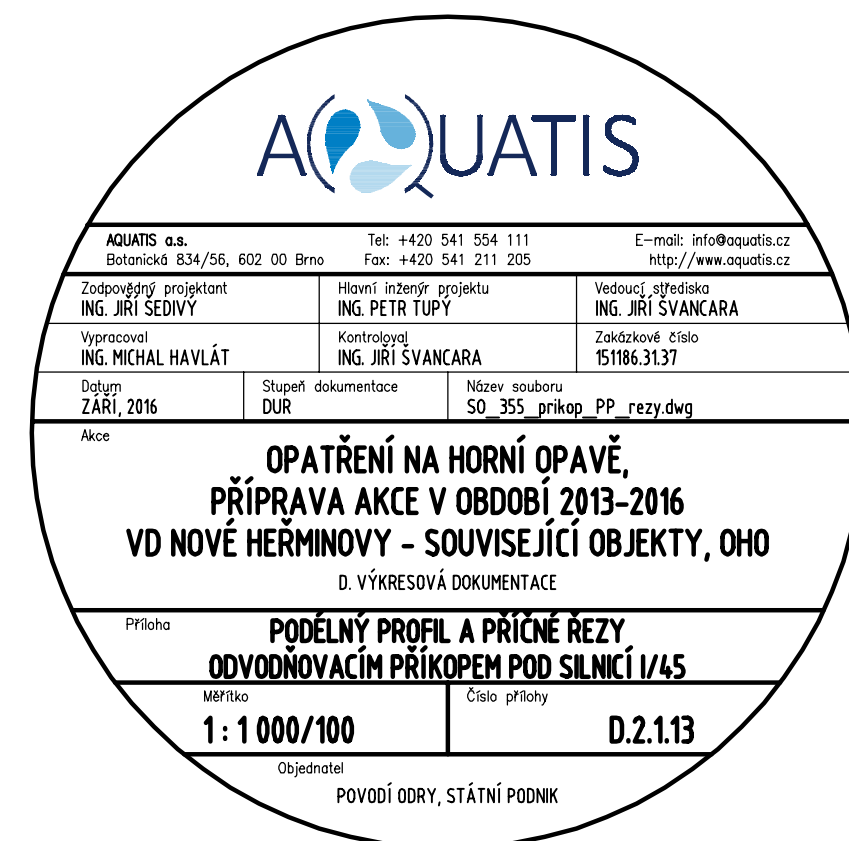 AQUATIS
AQUATIS a.s. Tel: +420 541 554 111 E-mail: info@aquatis.cz
Botanická 834/56, 602 00 Brno Fax: +420 541 211 205 http://www.aquatis.cz
Zodpovědný projektant Hlavní inženýr projektu Vedoucí střediska
ING. JIŘÍ ŠEDIVÝ ING. PETR TUPÝ ING. JIŘÍ ŠVANCARA
Vypracoval Kontroloval Zakázkové číslo
ING. MICHAL HAVLÁT ING. JIŘÍ ŠVANCARA 151186.31.37
Datum Stupeň dokumentace Název souboru
ZÁŘÍ, 2016 DUR SO_355_prikop_PP_rezy.dwg
Akce
OPATŘENÍ NA HORNÍ OPAVĚ,
PŘÍPRAVA AKCE V OBDOBÍ 2013-2016
VD NOVÉ HEŘMINOVY - SOUVISEJÍCÍ OBJEKTY, OHO
D. VÝKRESOVÁ DOKUMENTACE
Příloha
PODÉLNÝ PROFIL A PŘÍČNÉ ŘEZY
ODVODŇOVACÍM PŘÍKOPEM POD SILNICÍ I/45
Měřítko Číslo přílohy
1 : 1 000/100 D.2.1.13
Objednatel
POVODÍ ODRY, STÁTNÍ PODNIK